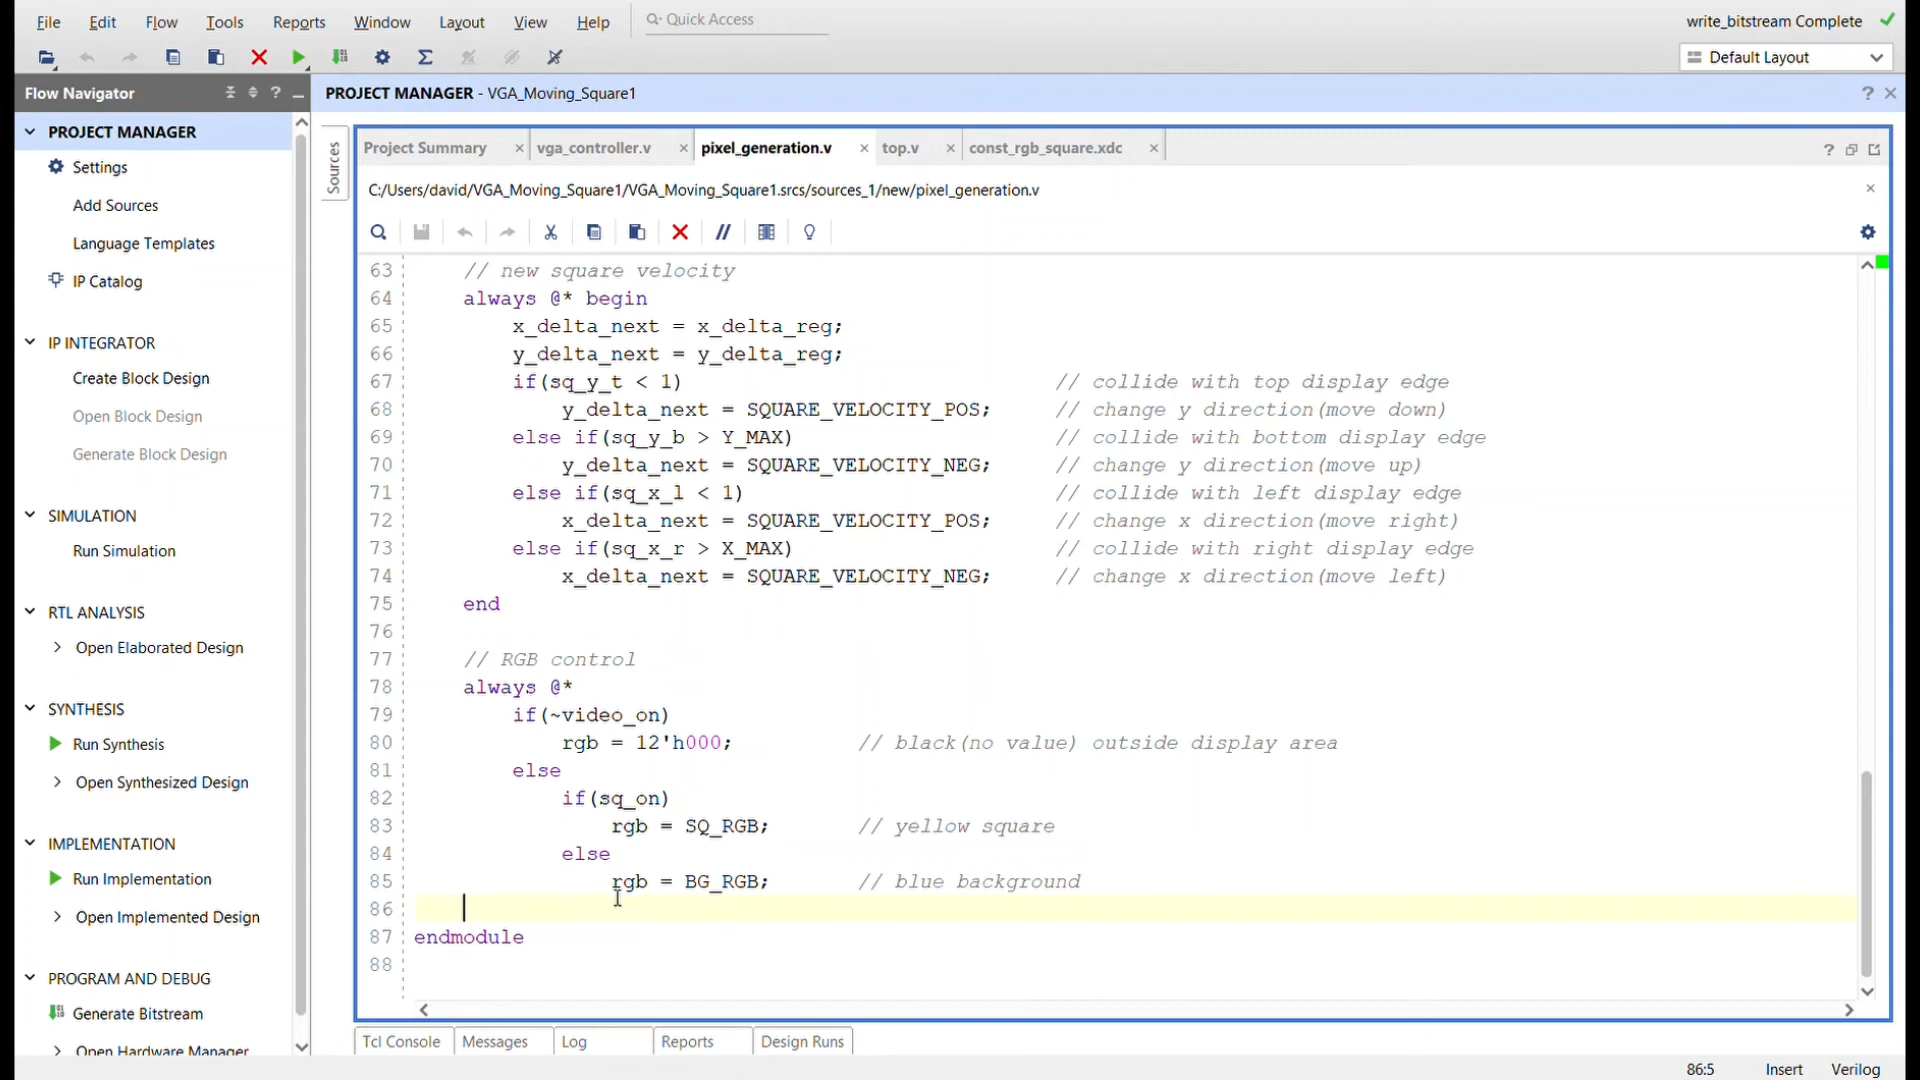 File Edit Flow Tools Reports Window Layout View Help Quick Access write_bitstream Complete
Default Layout
Flow Navigator
PROJECT MANAGER - VGA_Moving_Square1
PROJECT MANAGER
Settings
Add Sources
Language Templates
IP Catalog
IP INTEGRATOR
Create Block Design
Open Block Design
Generate Block Design
SIMULATION
Run Simulation
RTL ANALYSIS
Open Elaborated Design
SYNTHESIS
Run Synthesis
Open Synthesized Design
IMPLEMENTATION
Run Implementation
Open Implemented Design
PROGRAM AND DEBUG
Generate Bitstream
Open Hardware Manager
Sources
Project Summary vga_controller.v pixel_generation.v top.v const_rgb_square.xdc
C:/Users/david/VGA_Moving_Square1/VGA_Moving_Square1.srcs/sources_1/new/pixel_generation.v
63 // new square velocity
64 always @* begin
65 x_delta_next = x_delta_reg;
66 y_delta_next = y_delta_reg;
67 if(sq_y_t < 1) // collide with top display edge
68 y_delta_next = SQUARE_VELOCITY_POS; // change y direction(move down)
69 else if(sq_y_b > Y_MAX) // collide with bottom display edge
70 y_delta_next = SQUARE_VELOCITY_NEG; // change y direction(move up)
71 else if(sq_x_l < 1) // collide with left display edge
72 x_delta_next = SQUARE_VELOCITY_POS; // change x direction(move right)
73 else if(sq_x_r > X_MAX) // collide with right display edge
74 x_delta_next = SQUARE_VELOCITY_NEG; // change x direction(move left)
75 end
76
77 // RGB control
78 always @*
79 if(~video_on)
80 rgb = 12'h000; // black(no value) outside display area
81 else
82 if(sq_on)
83 rgb = SQ_RGB; // yellow square
84 else
85 rgb = BG_RGB; // blue background
86
87 endmodule
88
Tcl Console Messages Log Reports Design Runs
86:5 Insert Verilog